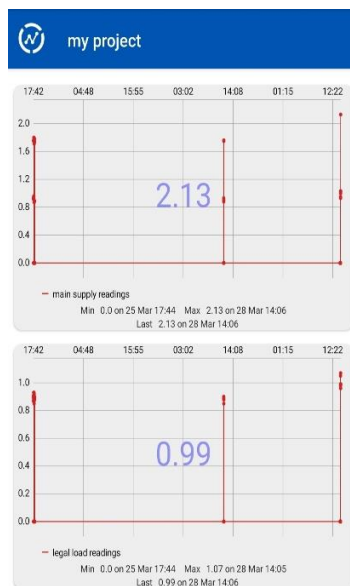 my project
17:42 04:48 15:55 03:02 14:08 01:15 12:22
2.0
1.6
1.2
0.8
0.4
0.0
2.13
main supply readings
Min 0.0 on 25 Mar 17:44 Max 2.13 on 28 Mar 14:06
Last 2.13 on 28 Mar 14:06
17:42 04:48 15:55 03:02 14:08 01:15 12:22
1.0
0.8
0.6
0.4
0.2
0.0
0.99
legal load readings
Min 0.0 on 25 Mar 17:44 Max 1.07 on 28 Mar 14:05
Last 0.99 on 28 Mar 14:06